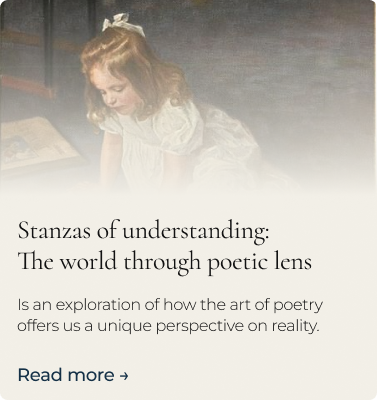 Stanzas of understanding:
The world through poetic lens
Is an exploration of how the art of poetry
offers us a unique perspective on reality.
Read more →